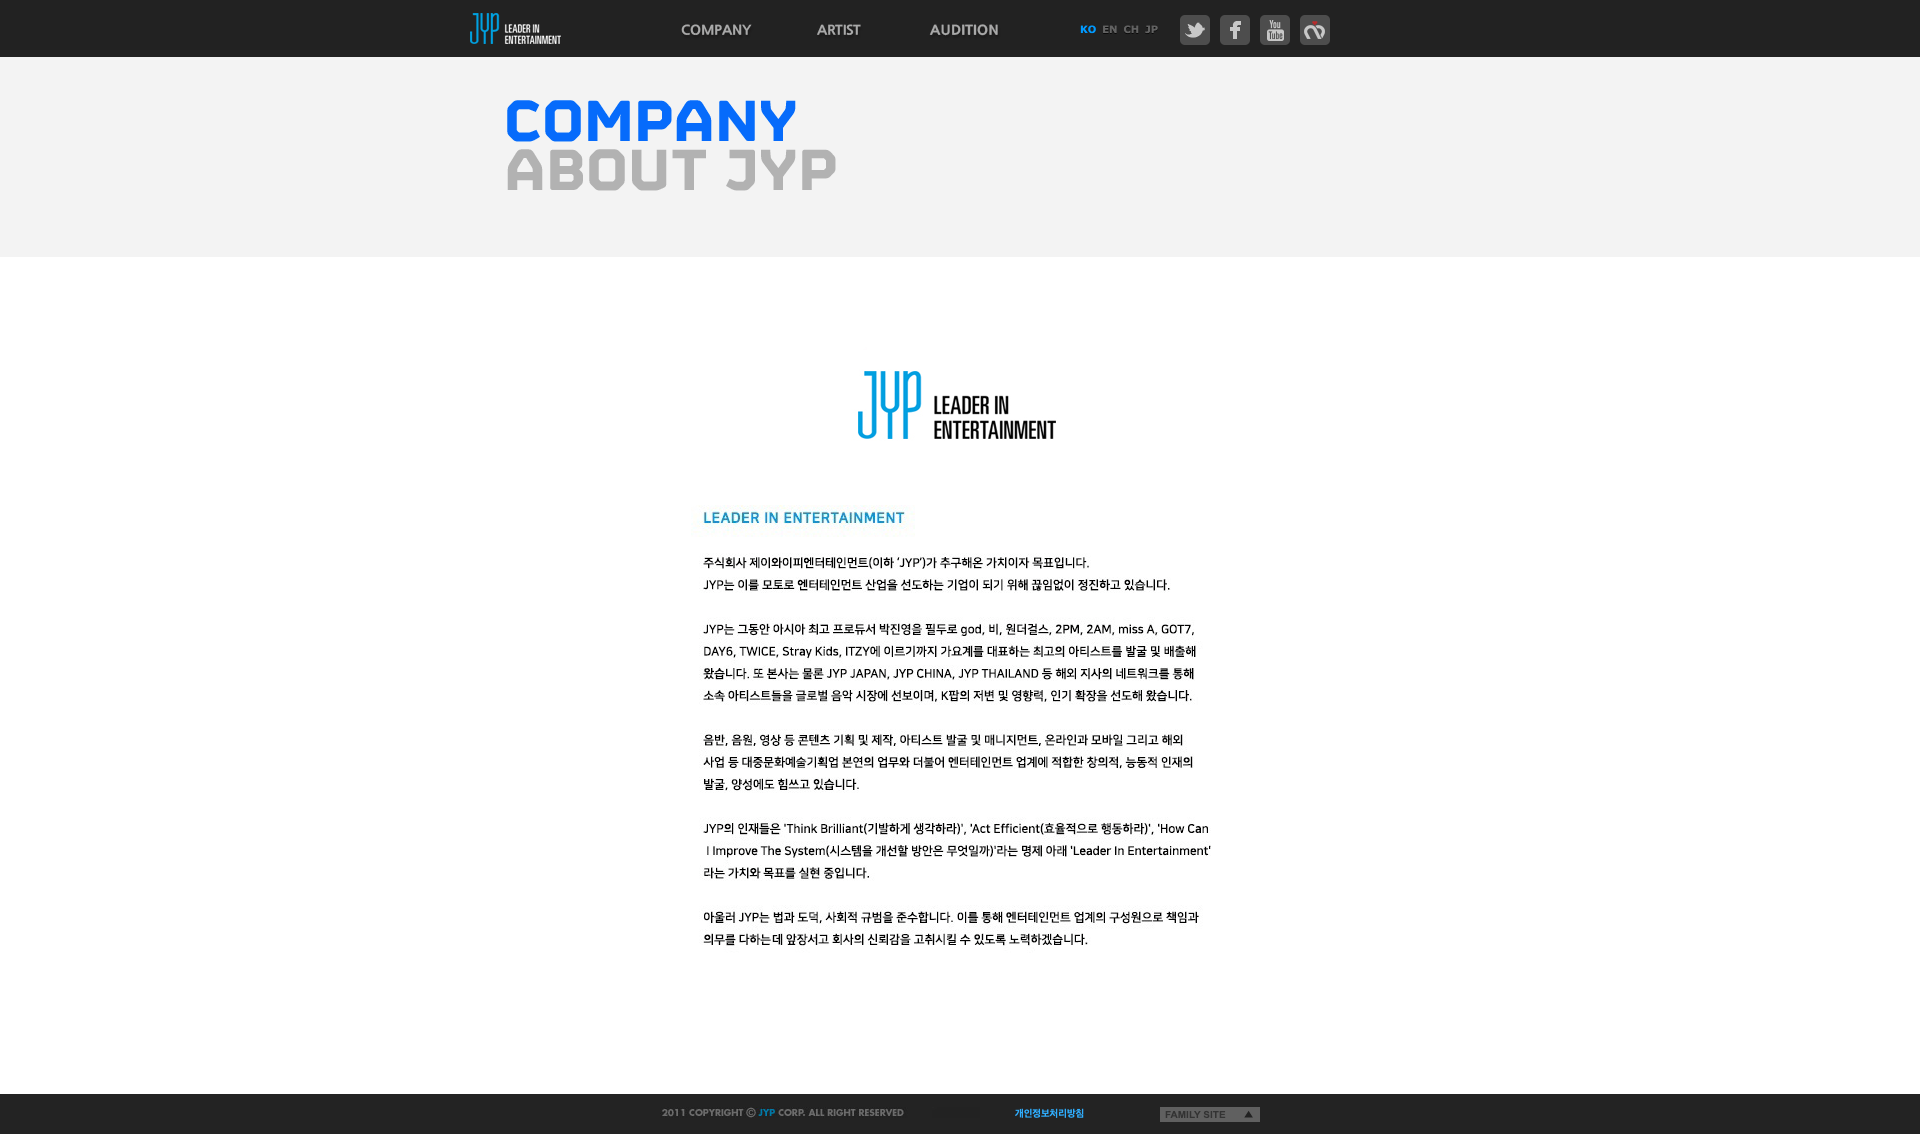 JYP LEADER IN
ENTERTAINMENT
COMPANY ARTIST AUDITION KO EN CH JP You Tube
COMPANY
ABOUT JYP
JYP LEADER IN
ENTERTAINMENT
LEADER IN ENTERTAINMENT
주식회사 제이와이피엔터테인먼트(이하 ‘JYP’)가 추구해온 가치이자 목표입니다.
JYP는 이를 모토로 엔터테인먼트 산업을 선도하는 기업이 되기 위해 끊임없이 정진하고 있습니다.
JYP는 그동안 아시아 최고 프로듀서 박진영을 필두로 god, 비, 원더걸스, 2PM, 2AM, miss A, GOT7,
DAY6, TWICE, Stray Kids, ITZY에 이르기까지 가요계를 대표하는 최고의 아티스트를 발굴 및 배출해
왔습니다. 또 본사는 물론 JYP JAPAN, JYP CHINA, JYP THAILAND 등 해외 지사의 네트워크를 통해
소속 아티스트들을 글로벌 음악 시장에 선보이며, K팝의 저변 및 영향력, 인기 확장을 선도해 왔습니다.
음반, 음원, 영상 등 콘텐츠 기획 및 제작, 아티스트 발굴 및 매니지먼트, 온라인과 모바일 그리고 해외
사업 등 대중문화예술기획업 본연의 업무와 더불어 엔터테인먼트 업계에 적합한 창의적, 능동적 인재의
발굴, 양성에도 힘쓰고 있습니다.
JYP의 인재들은 'Think Brilliant(기발하게 생각하라)', 'Act Efficient(효율적으로 행동하라)', 'How Can
I Improve The System(시스템을 개선할 방안은 무엇일까)'라는 명제 아래 'Leader In Entertainment'
라는 가치와 목표를 실현 중입니다.
아울러 JYP는 법과 도덕, 사회적 규범을 준수합니다. 이를 통해 엔터테인먼트 업계의 구성원으로 책임과
의무를 다하는데 앞장서고 회사의 신뢰감을 고취시킬 수 있도록 노력하겠습니다.
2011 COPYRIGHT ⓒ JYP CORP. ALL RIGHT RESERVED 개인정보처리방침 FAMILY SITE